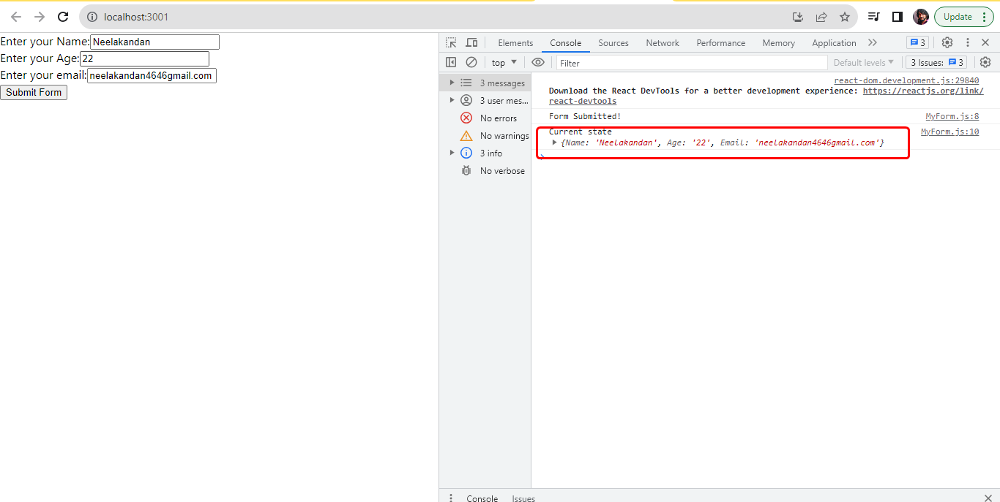 localhost:3001
Update
Enter your Name:Neelakandan
Enter your Age:22
Enter your email:neelakandan4646gmail.com
Submit Form
Elements Console Sources Network Performance Memory Application 3
top Filter Default levels 3 Issues: 3
3 messages
3 user mes...
No errors
No warnings
3 info
No verbose
react-dom.development.js:29840
Download the React DevTools for a better development experience: https://reactjs.org/link/
react-devtools
Form Submitted! MyForm.js:8
Current state MyForm.js:10
{Name: 'Neelakandan', Age: '22', Email: 'neelakandan4646gmail.com'}
Console Issues